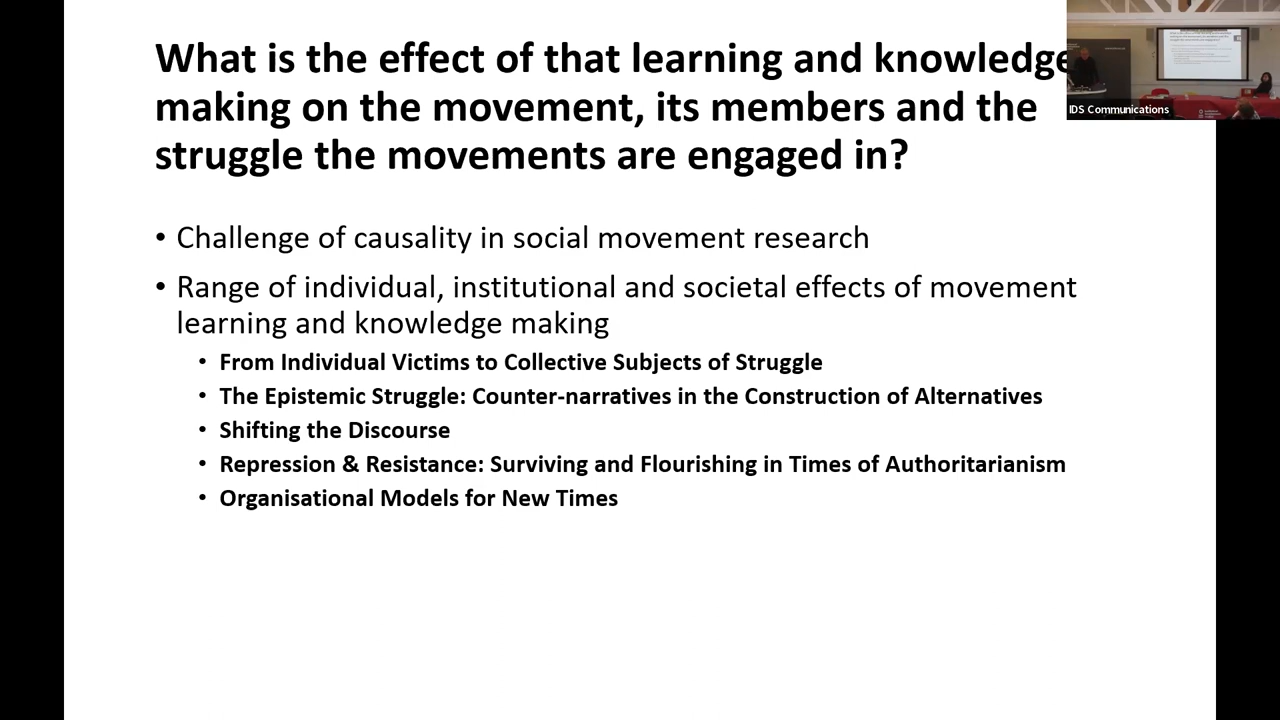 What is the effect of that learning and knowledge
making on the movement, its members and the
struggle the movements are engaged in?
• Challenge of causality in social movement research
• Range of individual, institutional and societal effects of movement
learning and knowledge making
• From Individual Victims to Collective Subjects of Struggle
• The Epistemic Struggle: Counter-narratives in the Construction of Alternatives
• Shifting the Discourse
• Repression & Resistance: Surviving and Flourishing in Times of Authoritarianism
• Organisational Models for New Times
IDS Communications